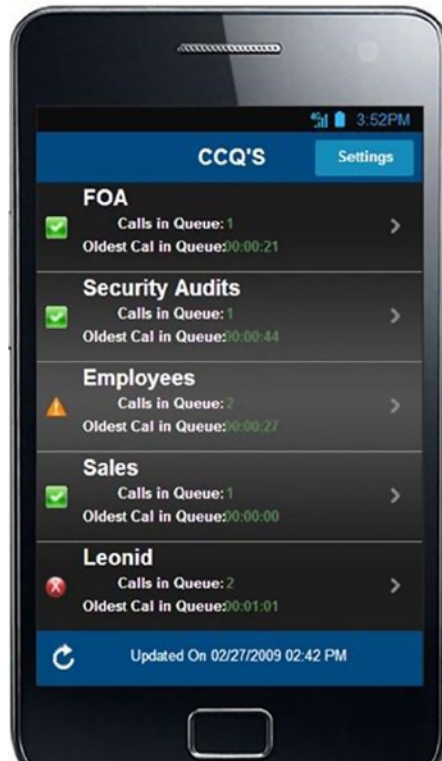 4G 3:52PM
CCQ'S Settings
FOA
Calls in Queue: 1
Oldest Cal in Queue:00:00:21
Security Audits
Calls in Queue: 1
Oldest Cal in Queue:00:00:44
Employees
Calls in Queue: 2
Oldest Cal in Queue:00:00:27
Sales
Calls in Queue: 1
Oldest Cal in Queue:00:00:00
Leonid
Calls in Queue: 2
Oldest Cal in Queue:00:01:01
Updated On 02/27/2009 02:42 PM